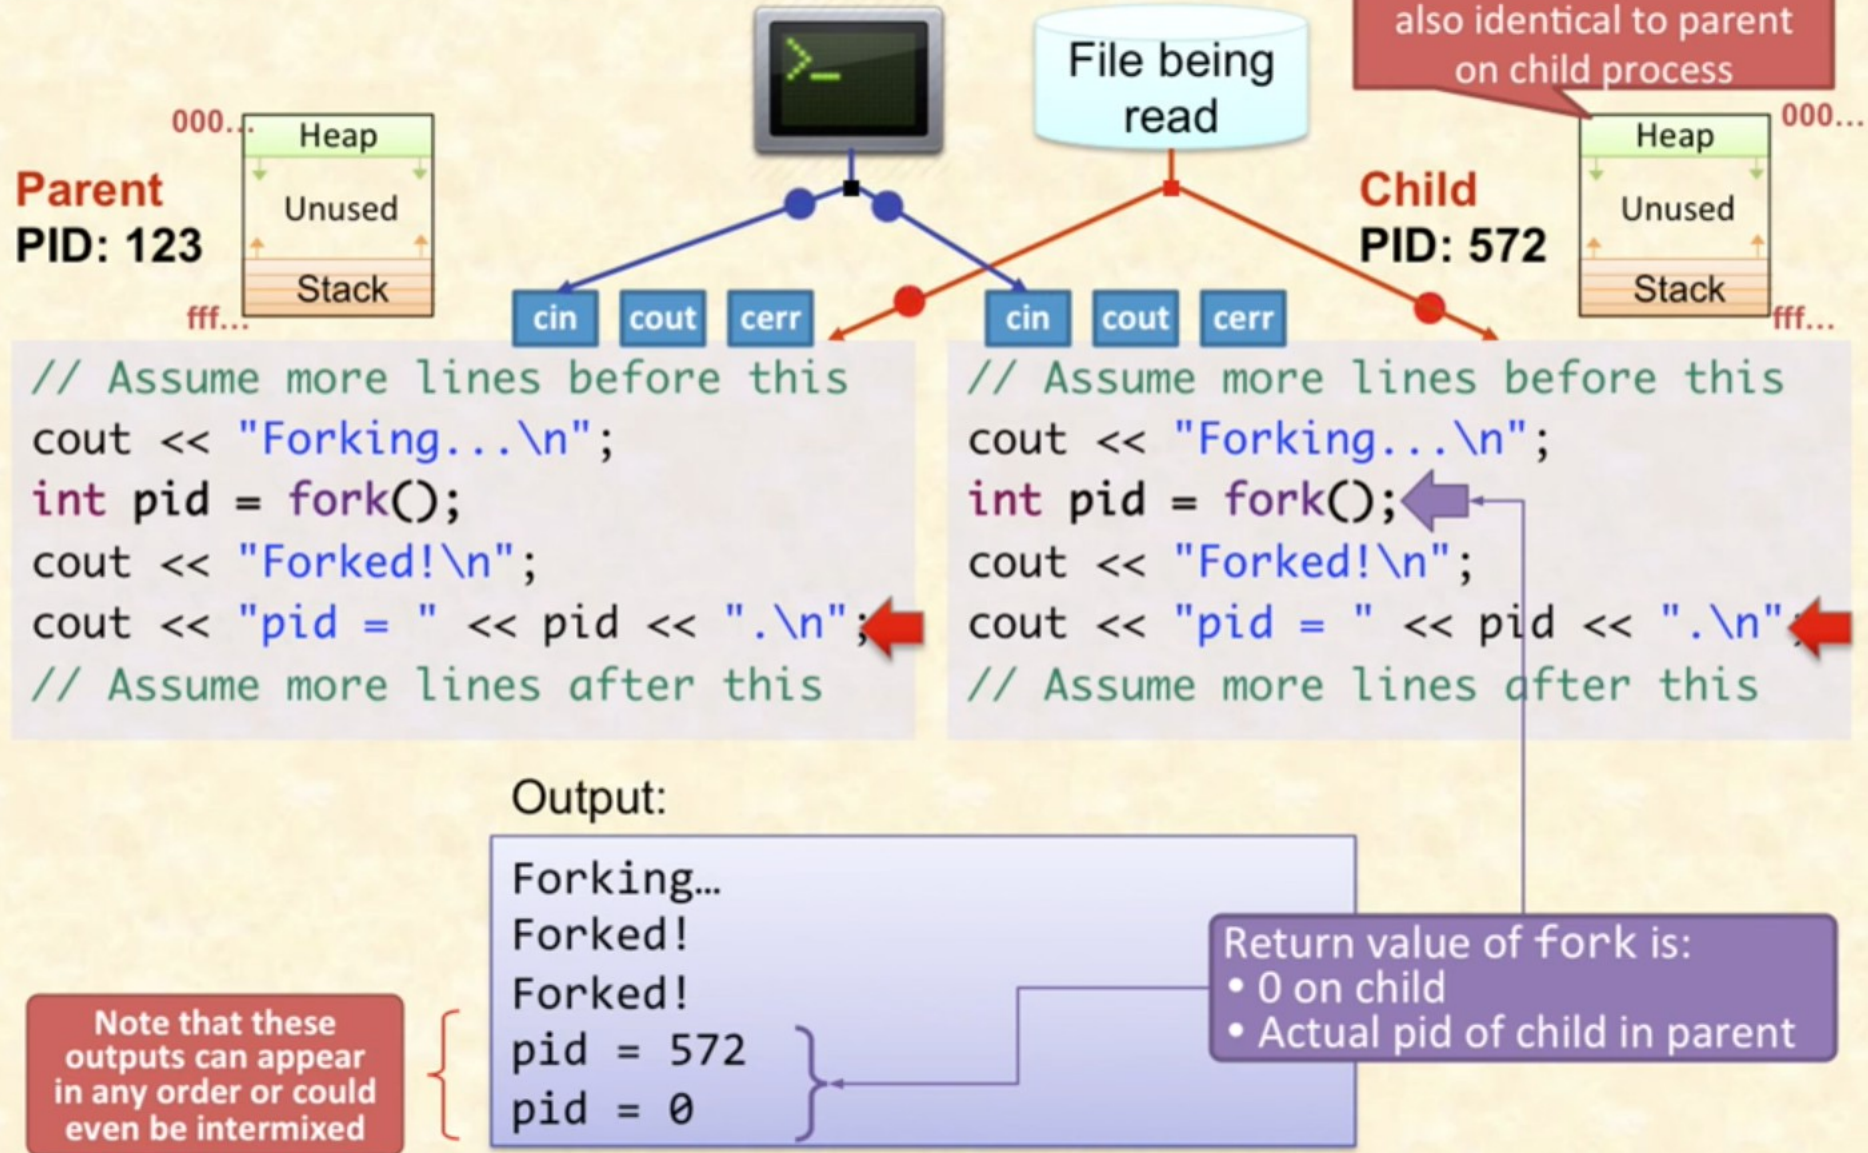 also identical to parent
on child process
File being
read
>_
000...
Heap
Unused
Stack
fff...
Parent
PID: 123
Child
PID: 572
Heap
Unused
Stack
000...
fff...
cin
cout
cerr
cin
cout
cerr
// Assume more lines before this
cout << "Forking...\n";
int pid = fork();
cout << "Forked!\n";
cout << "pid = " << pid << ".\n";
// Assume more lines after this
// Assume more lines before this
cout << "Forking...\n";
int pid = fork();
cout << "Forked!\n";
cout << "pid = " << pid << ".\n";
// Assume more lines after this
Output:
Forking…
Forked!
Forked!
pid = 572
pid = 0
Note that these
outputs can appear
in any order or could
even be intermixed
Return value of fork is:
• 0 on child
• Actual pid of child in parent